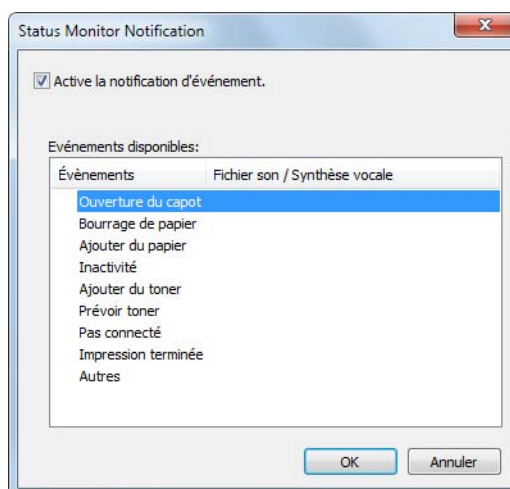 Status Monitor Notification
Active la notification d'événement.
Evénements disponibles:
Évènements Fichier son / Synthèse vocale
Ouverture du capot
Bourrage de papier
Ajouter du papier
Inactivité
Ajouter du toner
Prévoir toner
Pas connecté
Impression terminée
Autres
OK Annuler